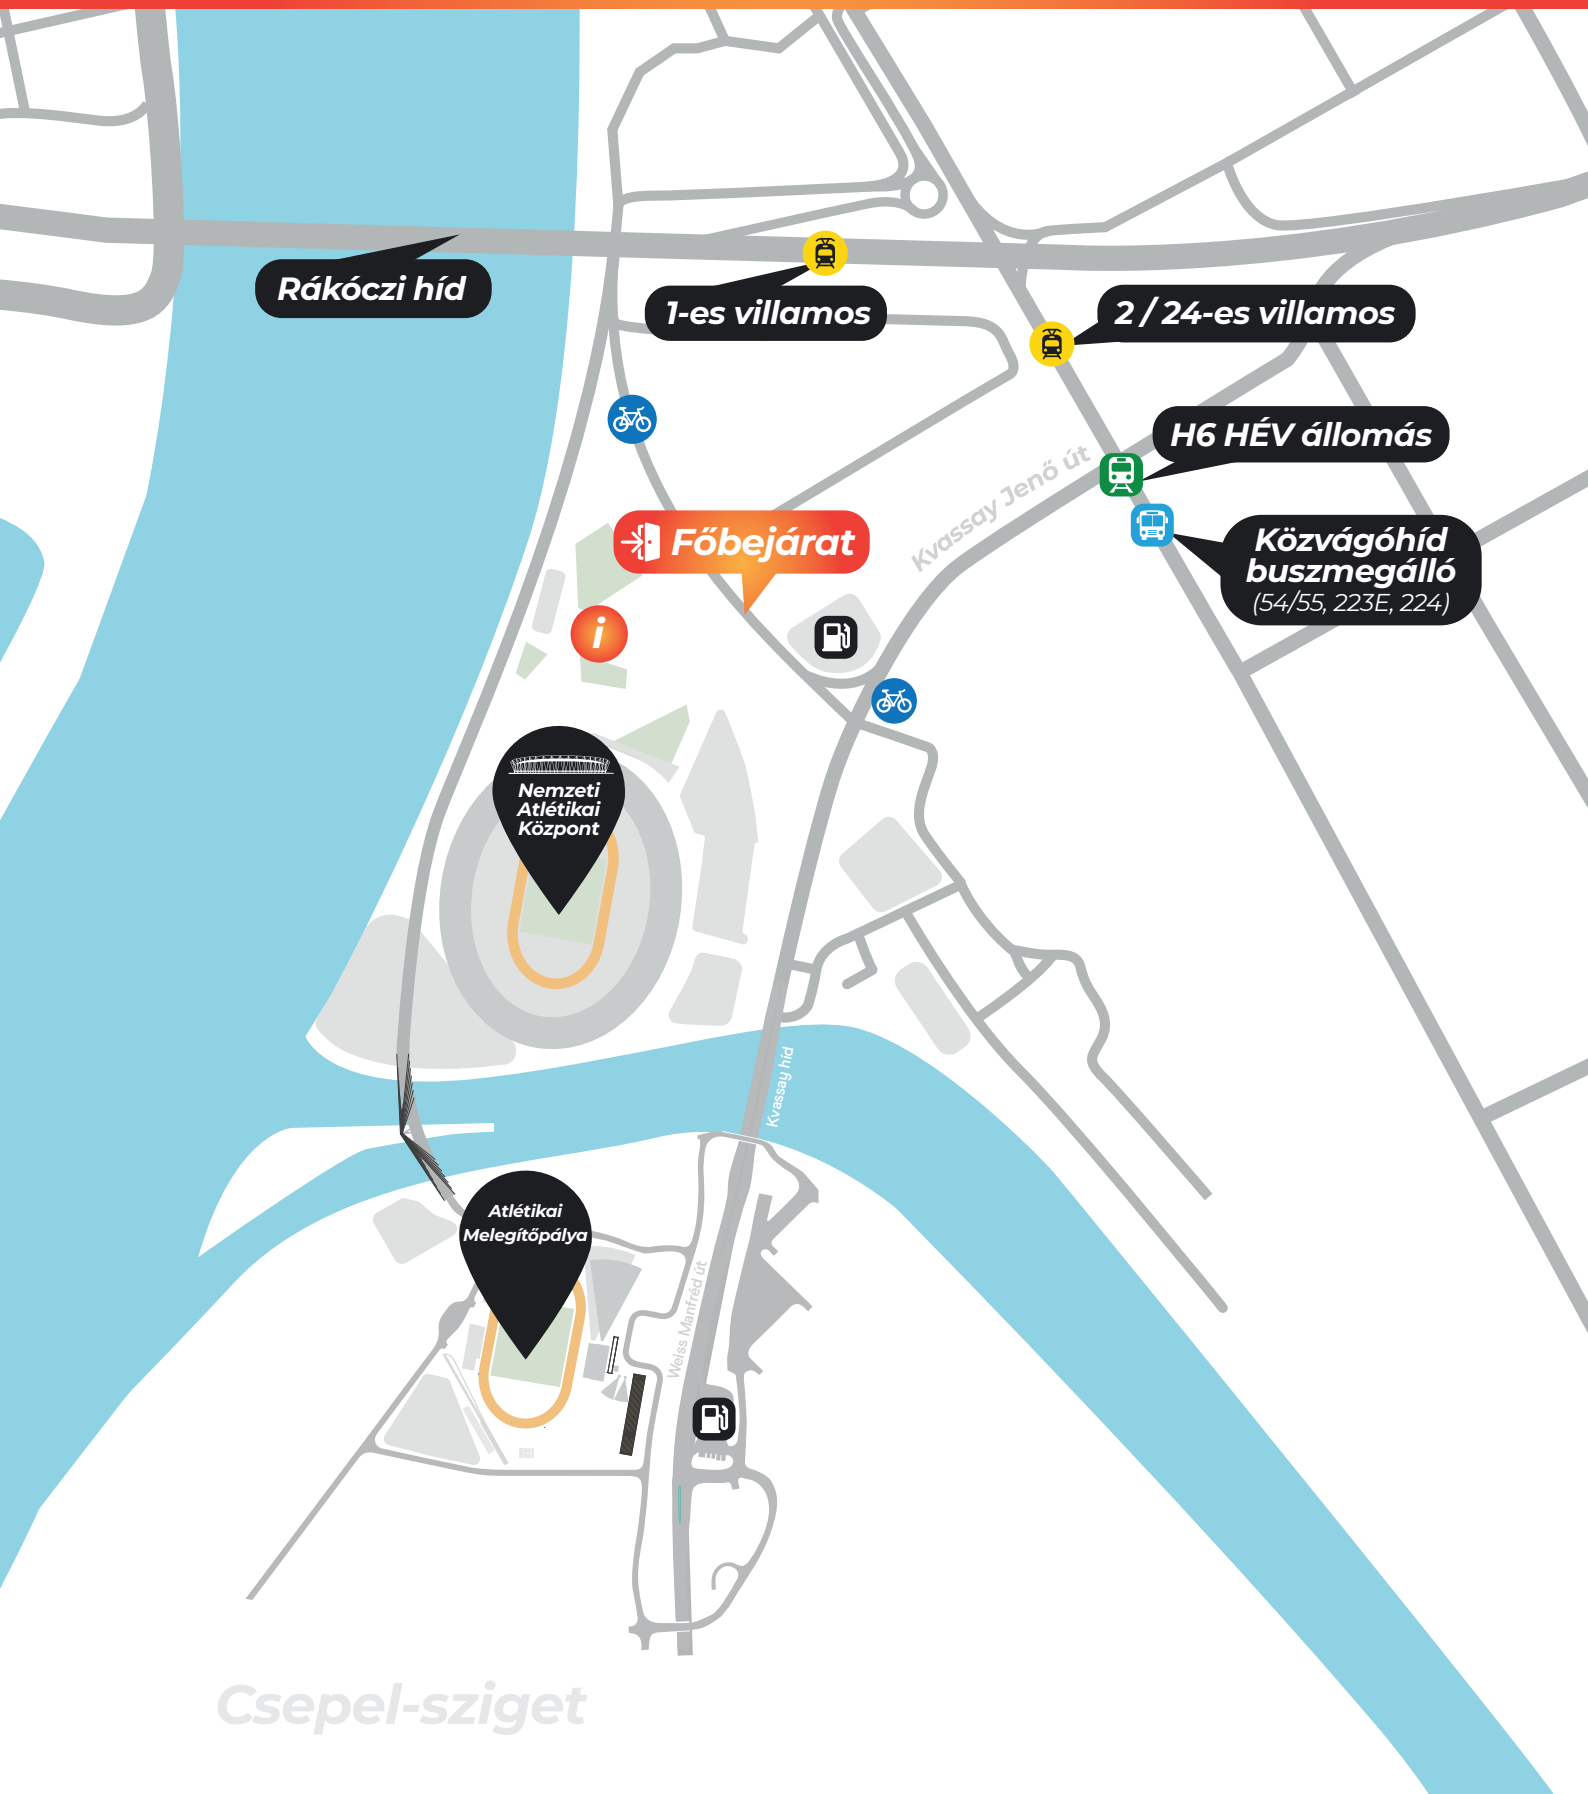 Rákóczi híd
1-es villamos
2 / 24-es villamos
H6 HÉV állomás
Kvassay Jenő út
Közvágóhíd
buszmegálló
(54/55, 223E, 224)
Főbejárat
i
Nemzeti
Atlétikai
Központ
Kvassay híd
Atlétikai
Melegítőpálya
Weiss Manfréd út
Csepel-sziget